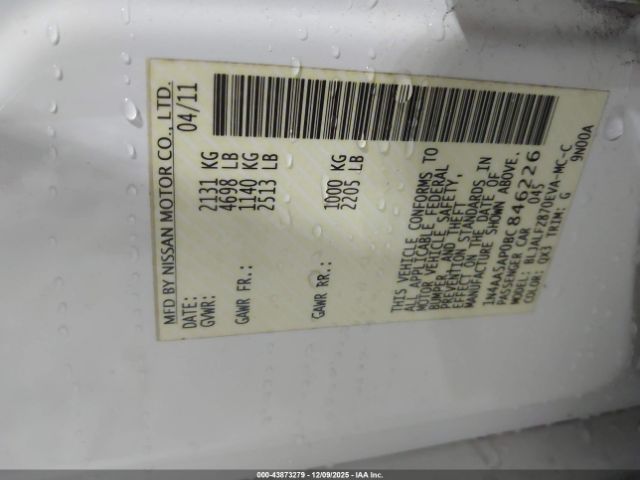 MFD BY NISSAN MOTOR CO., LTD.
DATE: 04/11
GVWR: 2131 KG
4698 LB
GAWR FR.: 1140 KG
2513 LB
GAWR RR.: 1000 KG
2205 LB
THIS VEHICLE CONFORMS TO
ALL APPLICABLE FEDERAL
MOTOR VEHICLE SAFETY,
BUMPER, AND THEFT
PREVENTION STANDARDS IN
EFFECT ON THE DATE OF
MANUFACTURE SHOWN ABOVE.
1N4AA5AP0BC846226
PASSENGER CAR 045
MODEL: BLJALFZ870EVA-MC-C
COLOR: QX3 TRIM: G 9N00A
000-43873279 - 12/09/2025 - IAA Inc.